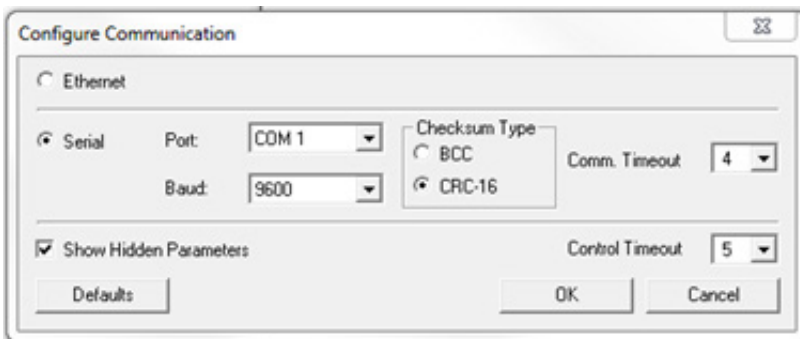 Configure Communication
Ethernet
Serial Port: COM 1 Checksum Type BCC Comm. Timeout 4
Baud: 9600 CRC-16
Show Hidden Parameters Control Timeout 5
Defaults OK Cancel